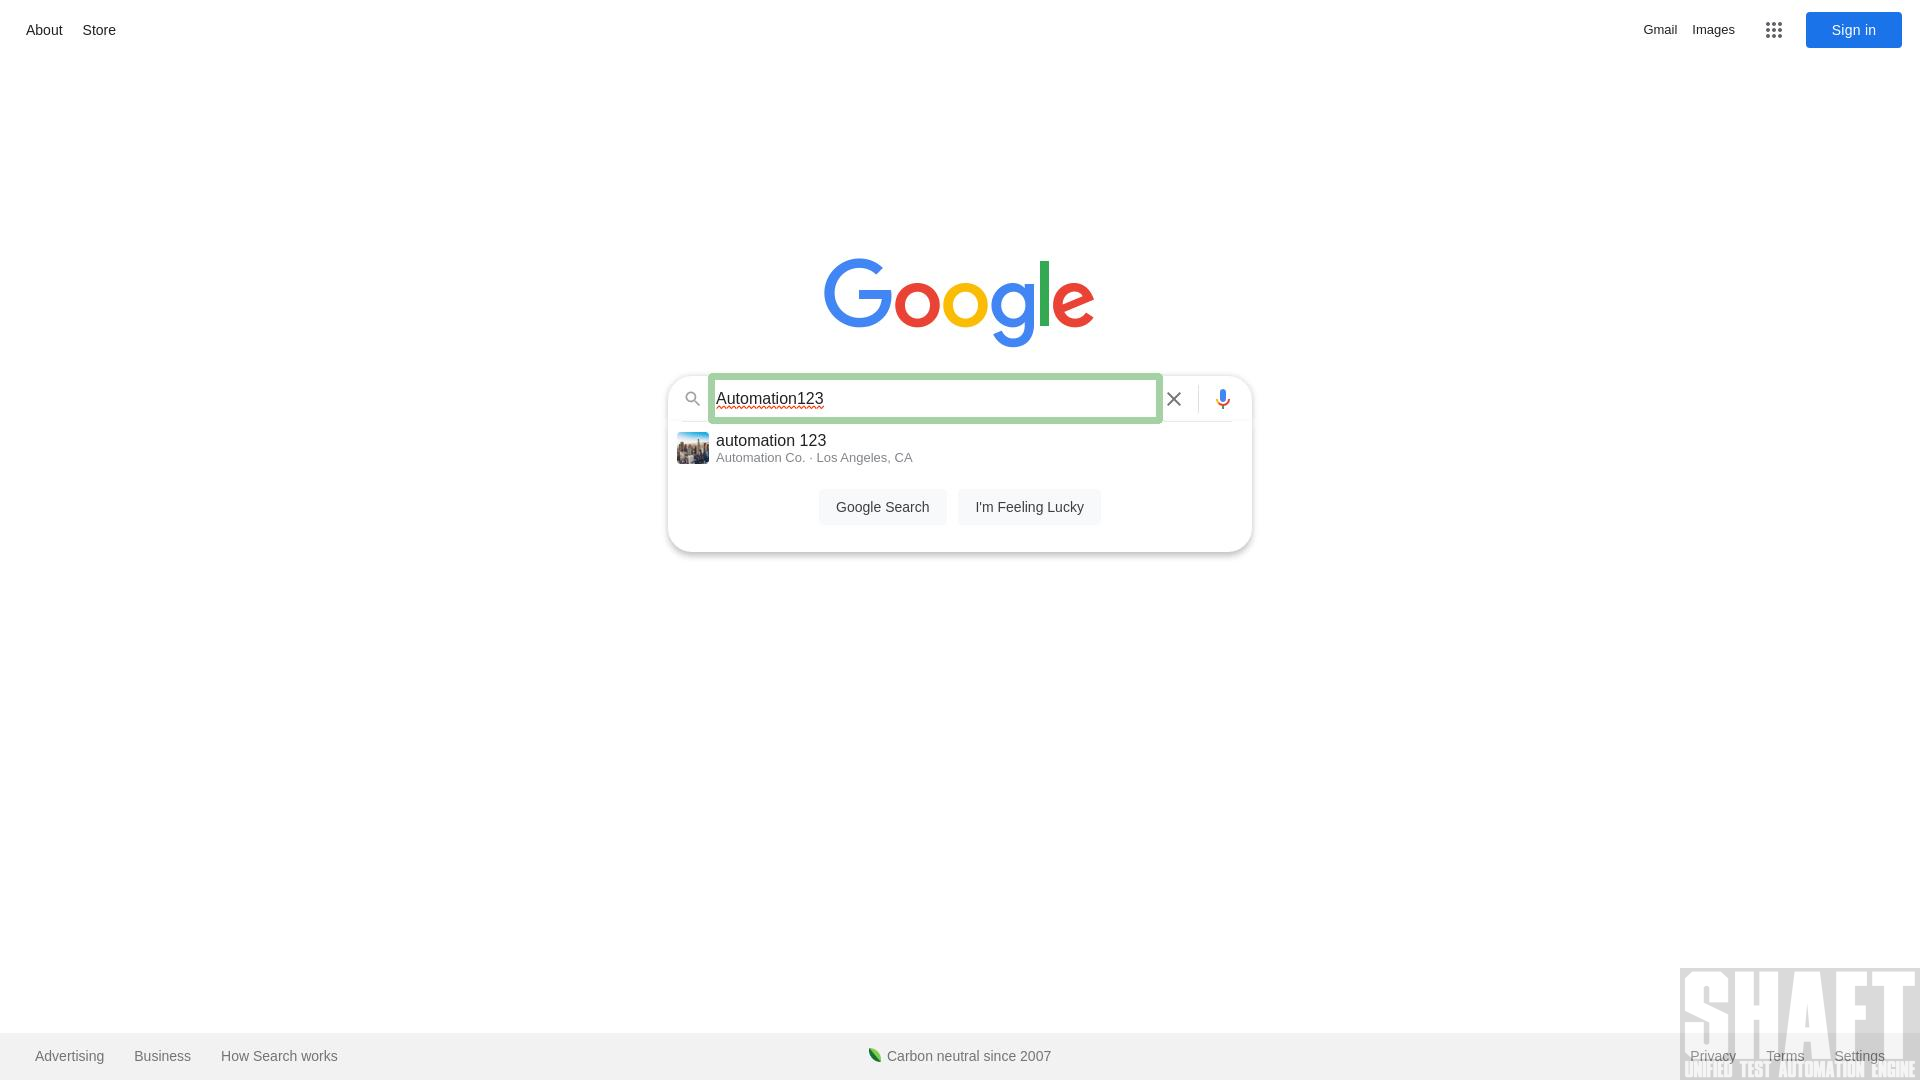 About Store
Gmail Images Sign in
Google
Automation123
automation 123
Automation Co. · Los Angeles, CA
Google Search I'm Feeling Lucky
SHAFT
Advertising Business How Search works Carbon neutral since 2007 Privacy Terms Settings
UNIFIED TEST AUTOMATION ENGINE